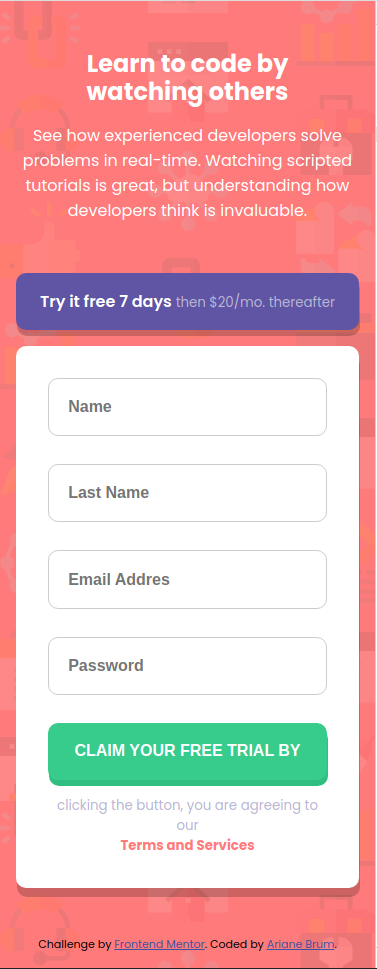 Learn to code by
watching others
See how experienced developers solve
problems in real-time. Watching scripted
tutorials is great, but understanding how
developers think is invaluable.
Try it free 7 days then $20/mo. thereafter
Name
Last Name
Email Addres
Password
CLAIM YOUR FREE TRIAL BY
clicking the button, you are agreeing to
our
Terms and Services
Challenge by Frontend Mentor. Coded by Ariane Brum.